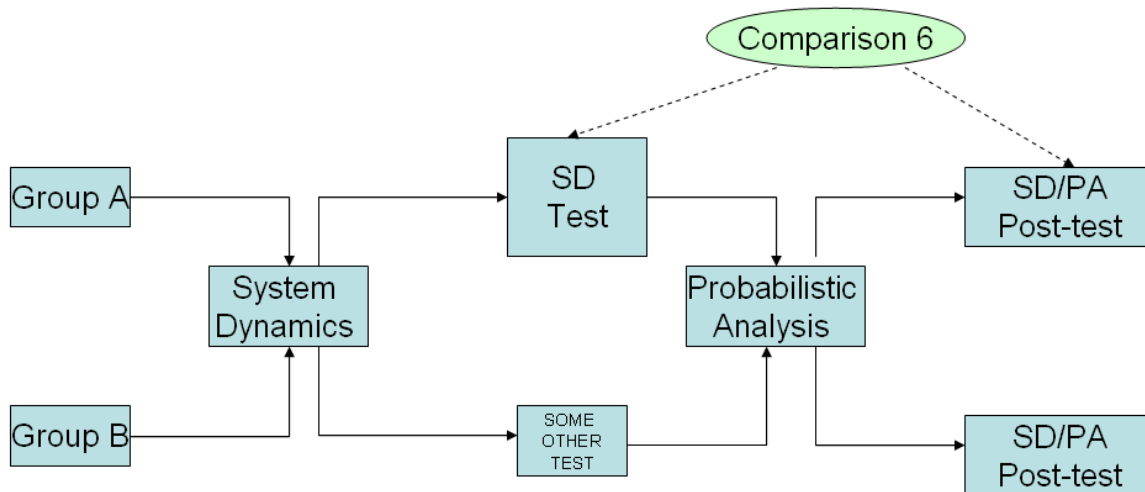 Comparison 6
Group A
SD
Test
SD/PA
Post-test
System
Dynamics
Probabilistic
Analysis
Group B
SOME
OTHER
TEST
SD/PA
Post-test